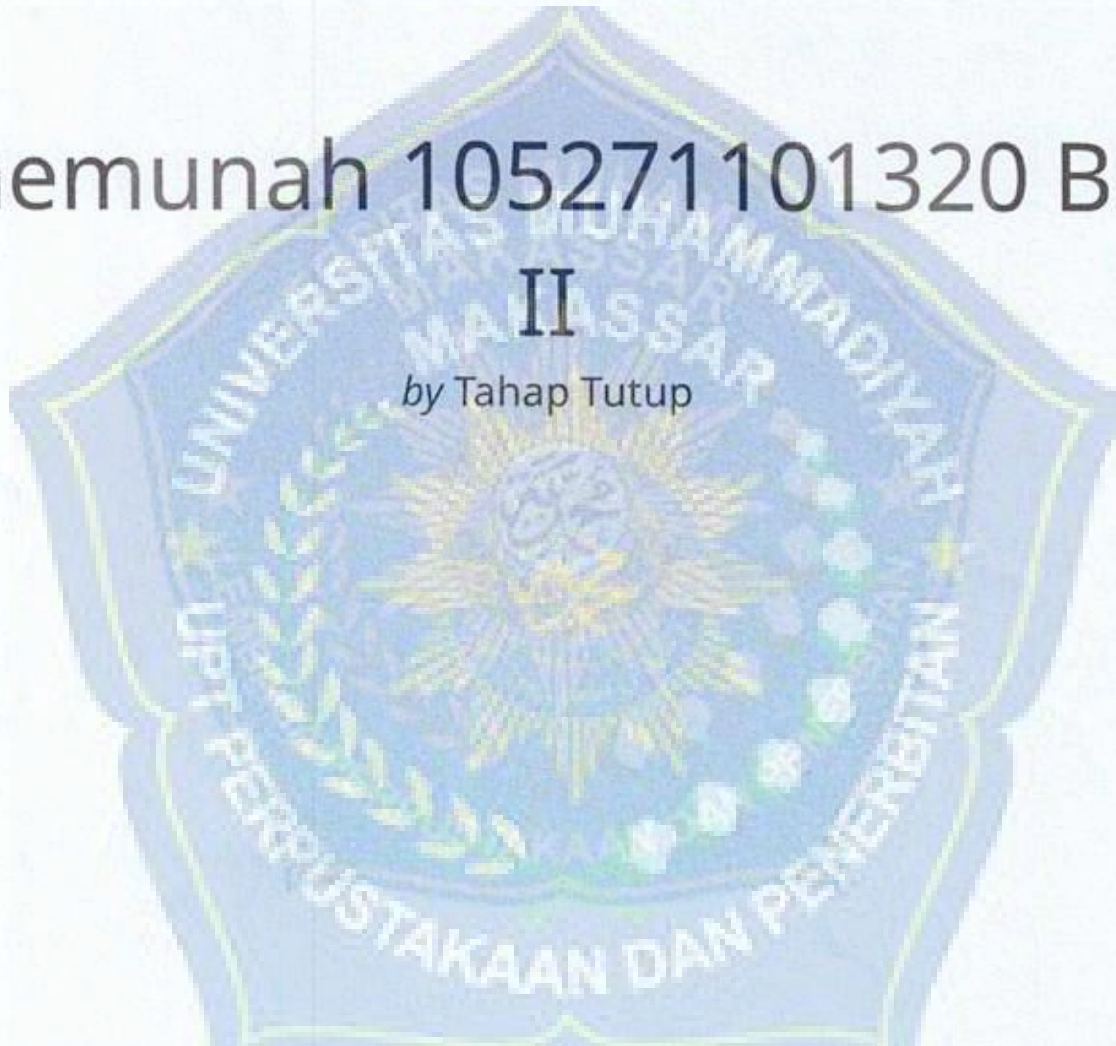 emunah 105271101320 B
II
by Tahap Tutup
UNIVERSITAS MUHAMMADIYAH
MAKASSAR
UPT PERPUSTAKAAN DAN PENERBITAN